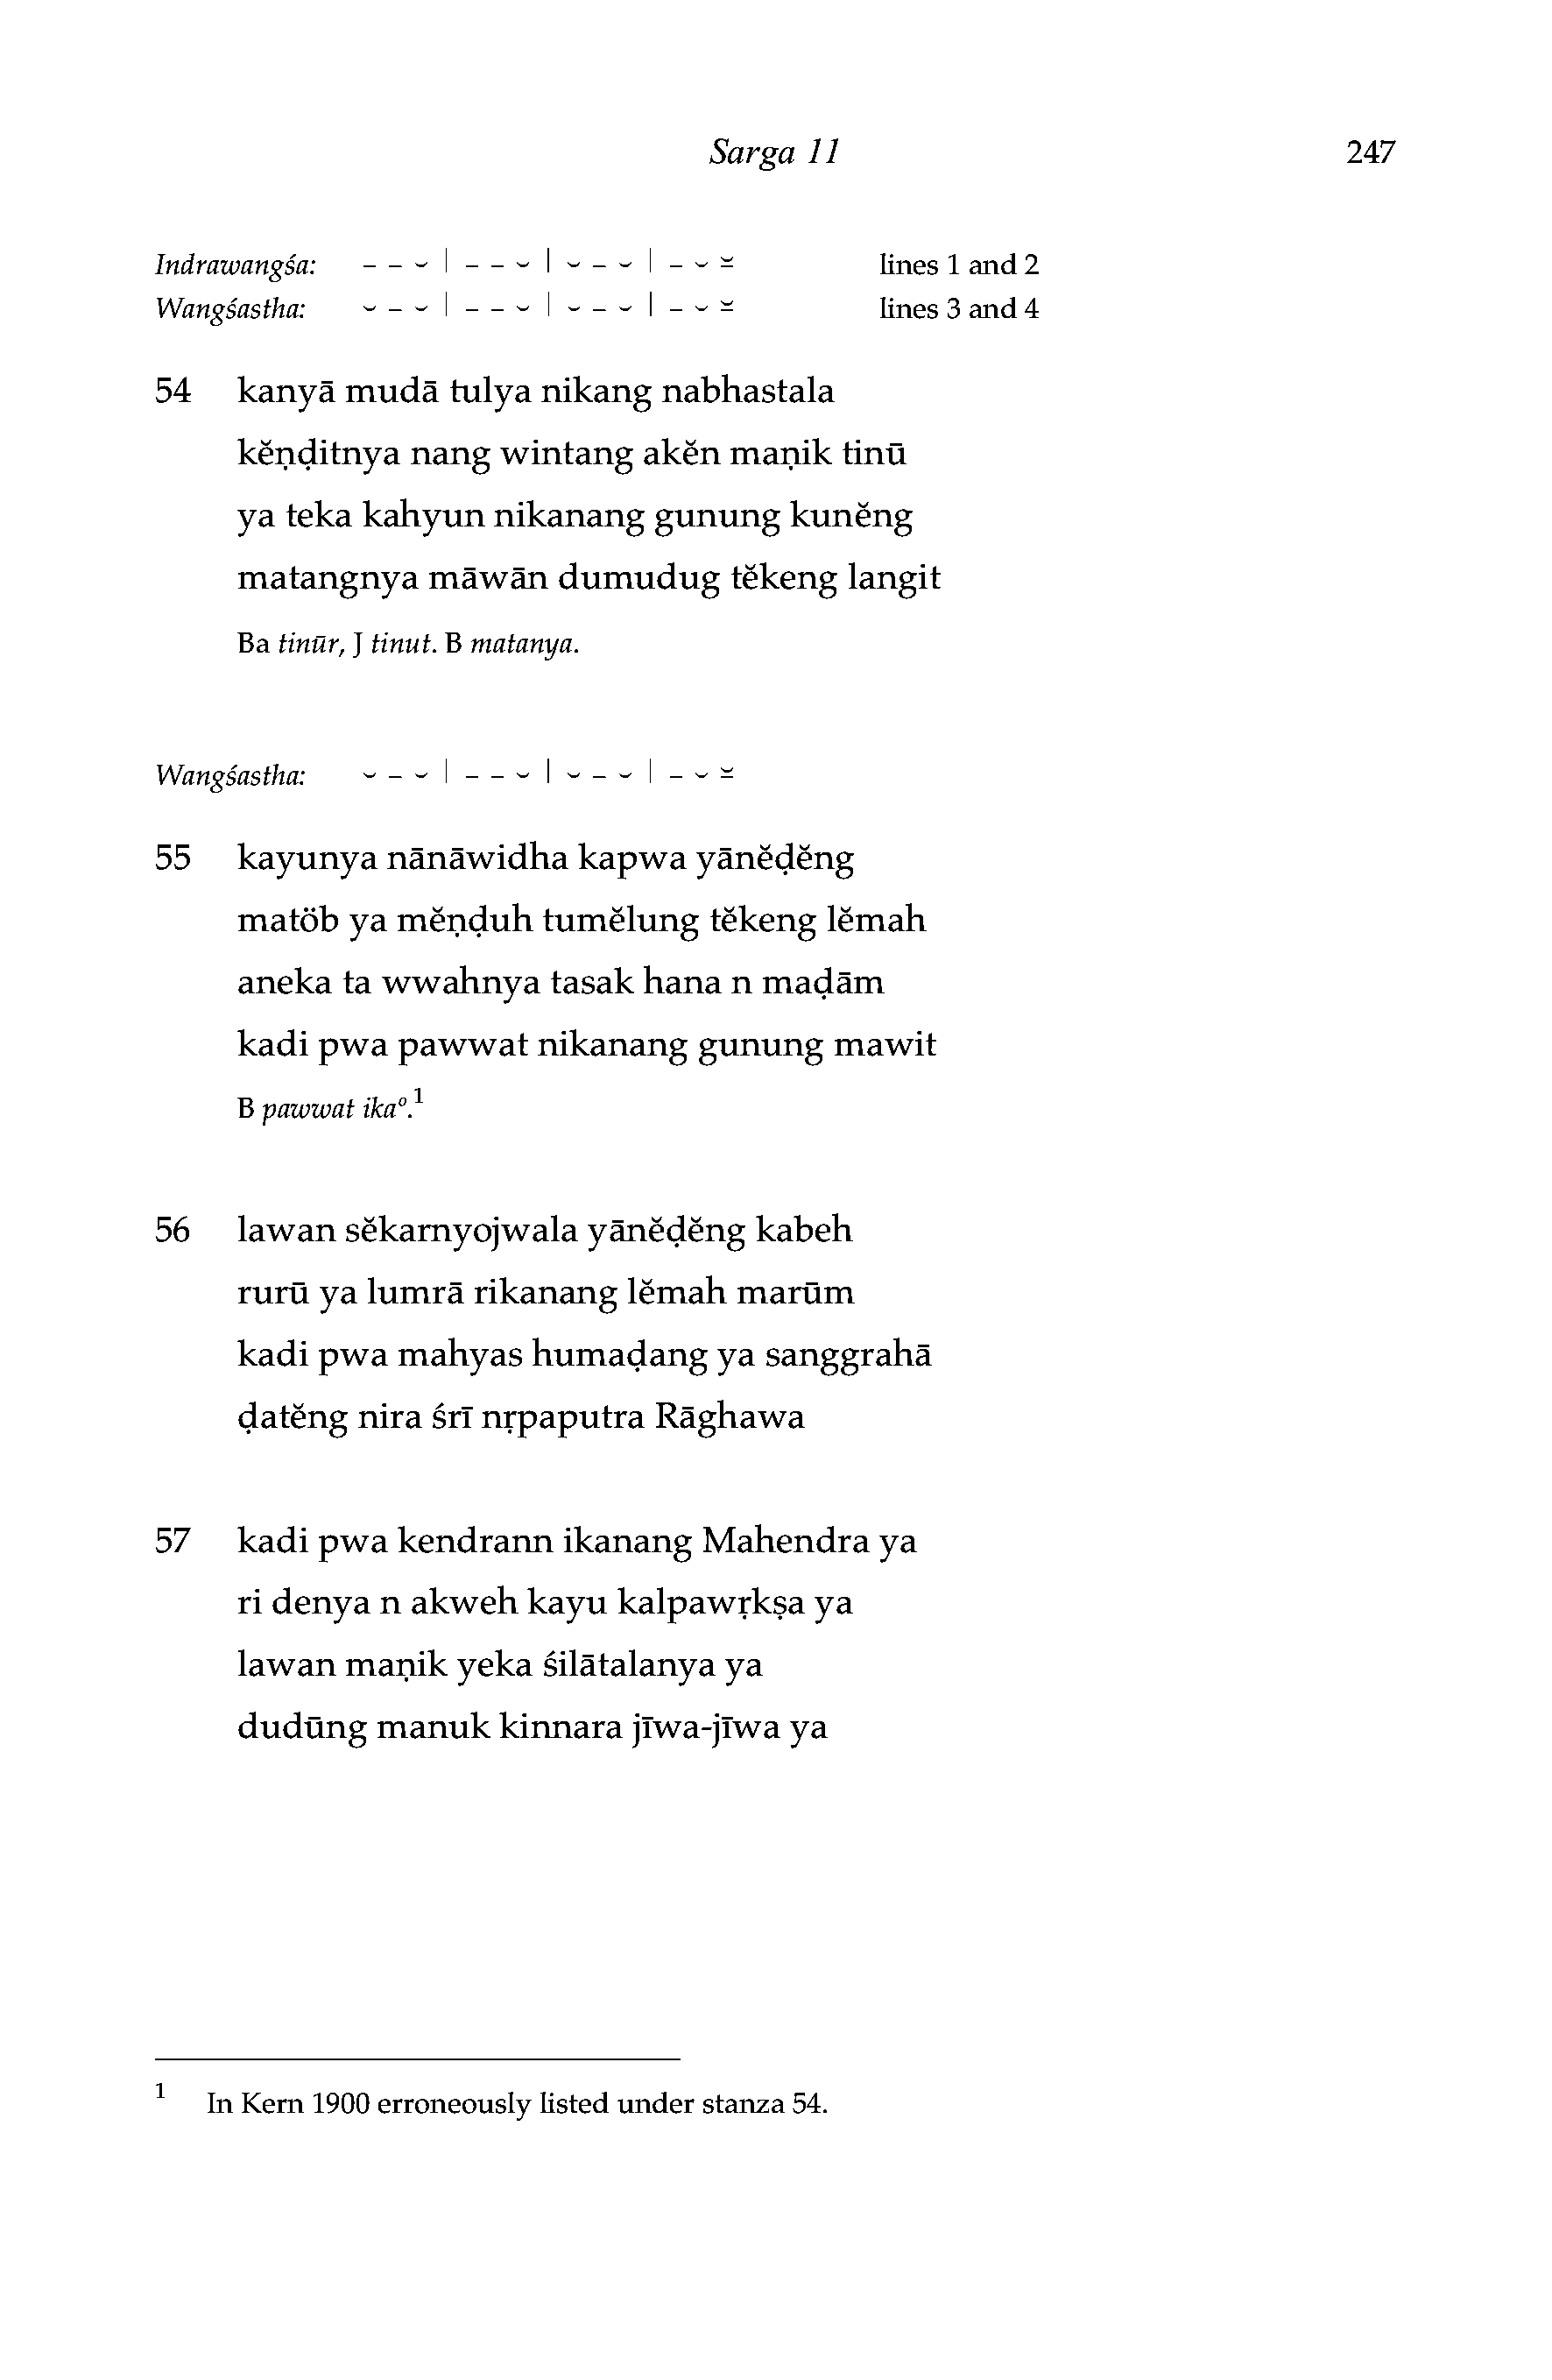 Sarga 11 247
Indrawangśa: – – ⏑ | – – ⏑ | ⏑ – ⏑ | – ⏑ ⏓ lines 1 and 2
Wangśastha: ⏑ – ⏑ | – – ⏑ | ⏑ – ⏑ | – ⏑ ⏓ lines 3 and 4
54 kanyā mudā tulya nikang nabhastala
kĕṇḍitnya nang wintang akĕn maṇik tinū
ya teka kahyun nikanang gunung kunĕng
matangnya māwān dumudug tĕkeng langit
Ba tinūr, J tinut. B matanya.
Wangśastha: ⏑ – ⏑ | – – ⏑ | ⏑ – ⏑ | – ⏑ ⏓
55 kayunya nānāwidha kapwa yānĕḍĕng
matöb ya mĕṇḍuh tumĕlung tĕkeng lĕmah
aneka ta wwahnya tasak hana n maḍām
kadi pwa pawwat nikanang gunung mawit
B pawwat ika°.¹
56 lawan sĕkarnyojwala yānĕḍĕng kabeh
rurū ya lumrā rikanang lĕmah marūm
kadi pwa mahyas humaḍang ya sanggrahā
ḍatĕng nira śrī nṛpaputra Rāghawa
57 kadi pwa kendrann ikanang Mahendra ya
ri denya n akweh kayu kalpawṛkṣa ya
lawan maṇik yeka śilātalanya ya
dudūng manuk kinnara jīwa-jīwa ya
¹ In Kern 1900 erroneously listed under stanza 54.